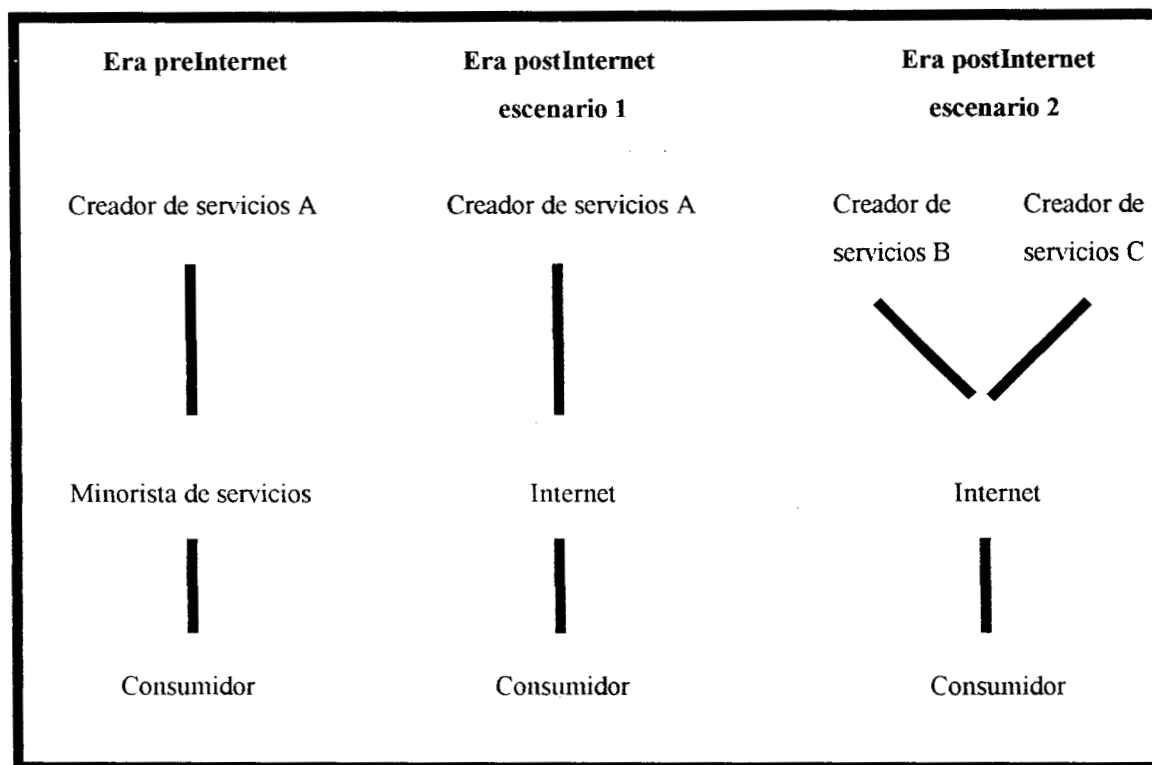 Era preInternet
Era postInternet
escenario 1
Era postInternet
escenario 2
Creador de servicios A
Creador de servicios A
Creador de
servicios B
Creador de
servicios C
Minorista de servicios
Internet
Internet
Consumidor
Consumidor
Consumidor